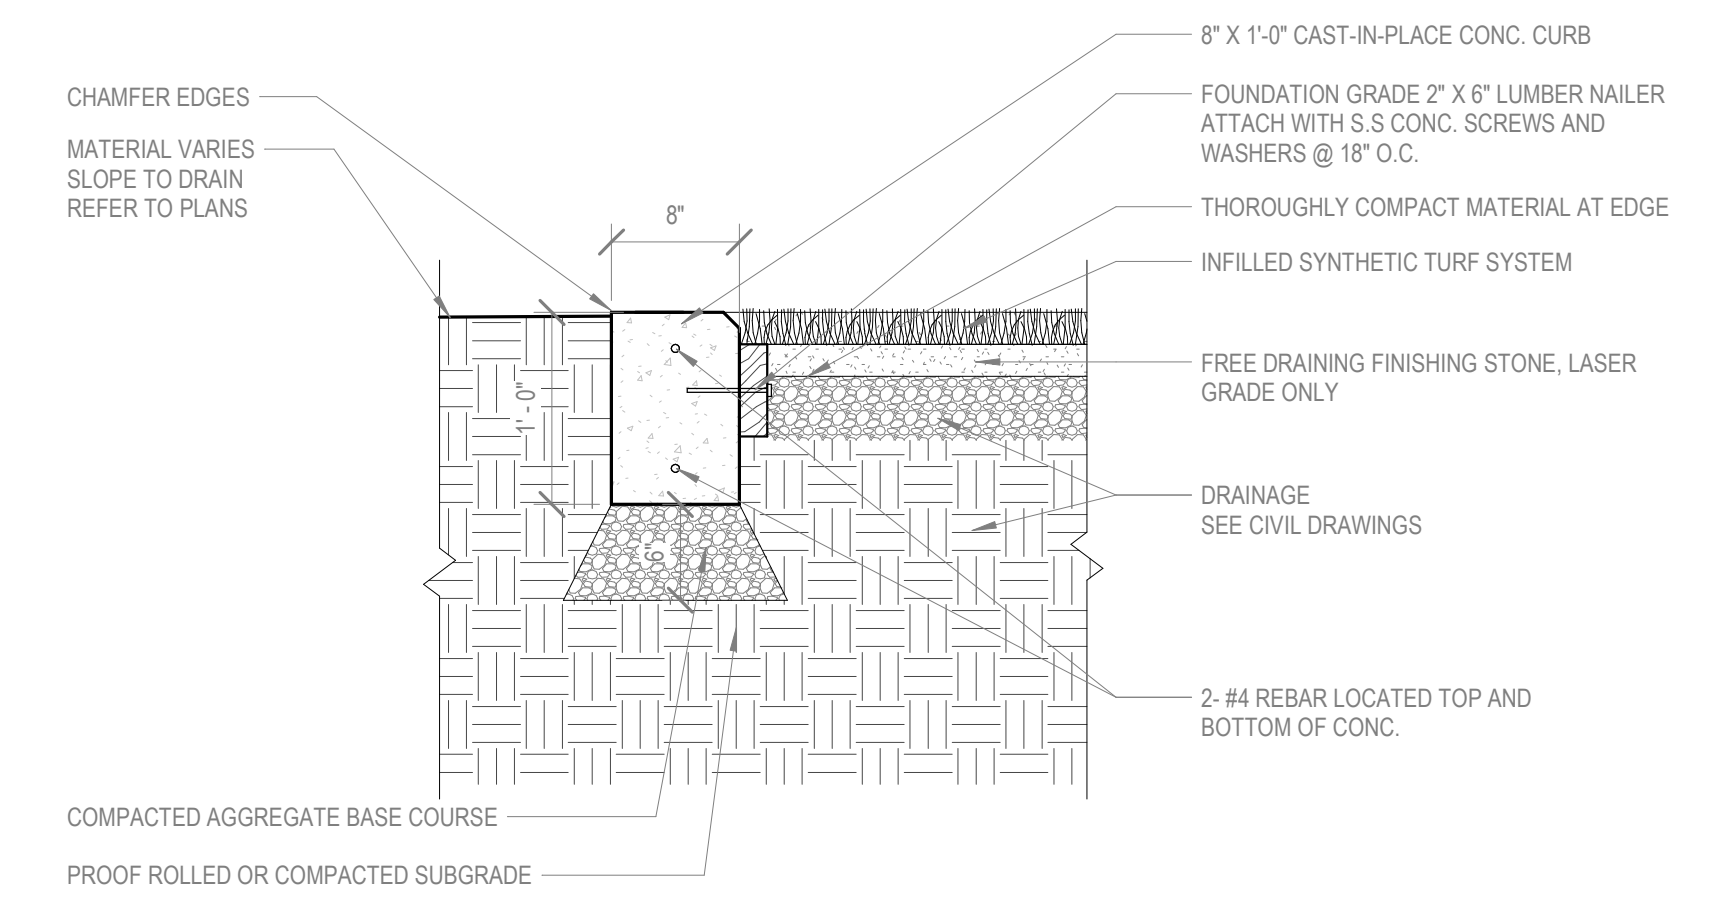 8" X 1'-0" CAST-IN-PLACE CONC. CURB
CHAMFER EDGES
FOUNDATION GRADE 2" X 6" LUMBER NAILER
ATTACH WITH S.S CONC. SCREWS AND
WASHERS @ 18" O.C.
MATERIAL VARIES
SLOPE TO DRAIN
REFER TO PLANS
8"
THOROUGHLY COMPACT MATERIAL AT EDGE
INFILLED SYNTHETIC TURF SYSTEM
FREE DRAINING FINISHING STONE, LASER
GRADE ONLY
1'-0"
DRAINAGE
SEE CIVIL DRAWINGS
6"
2- #4 REBAR LOCATED TOP AND
BOTTOM OF CONC.
COMPACTED AGGREGATE BASE COURSE
PROOF ROLLED OR COMPACTED SUBGRADE